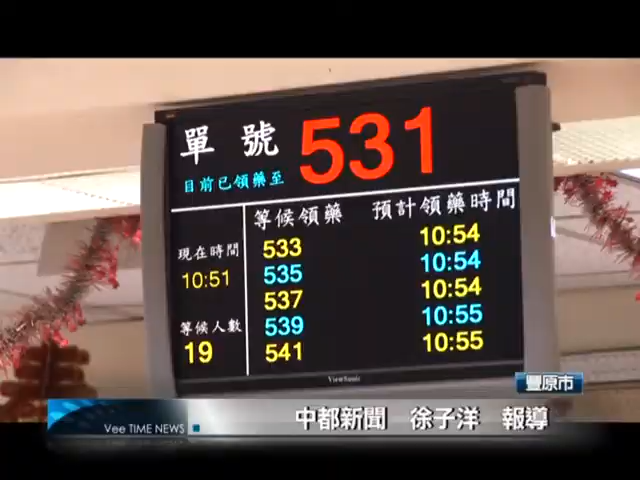 單號 531
目前已領藥至
等候領藥 預計領藥時間
現在時間
10:51
等候人數
19
533 10:54
535 10:54
537 10:54
539 10:55
541 10:55
ViewSonic
豐原市
Vee TIME NEWS
中都新聞 徐子洋 報導